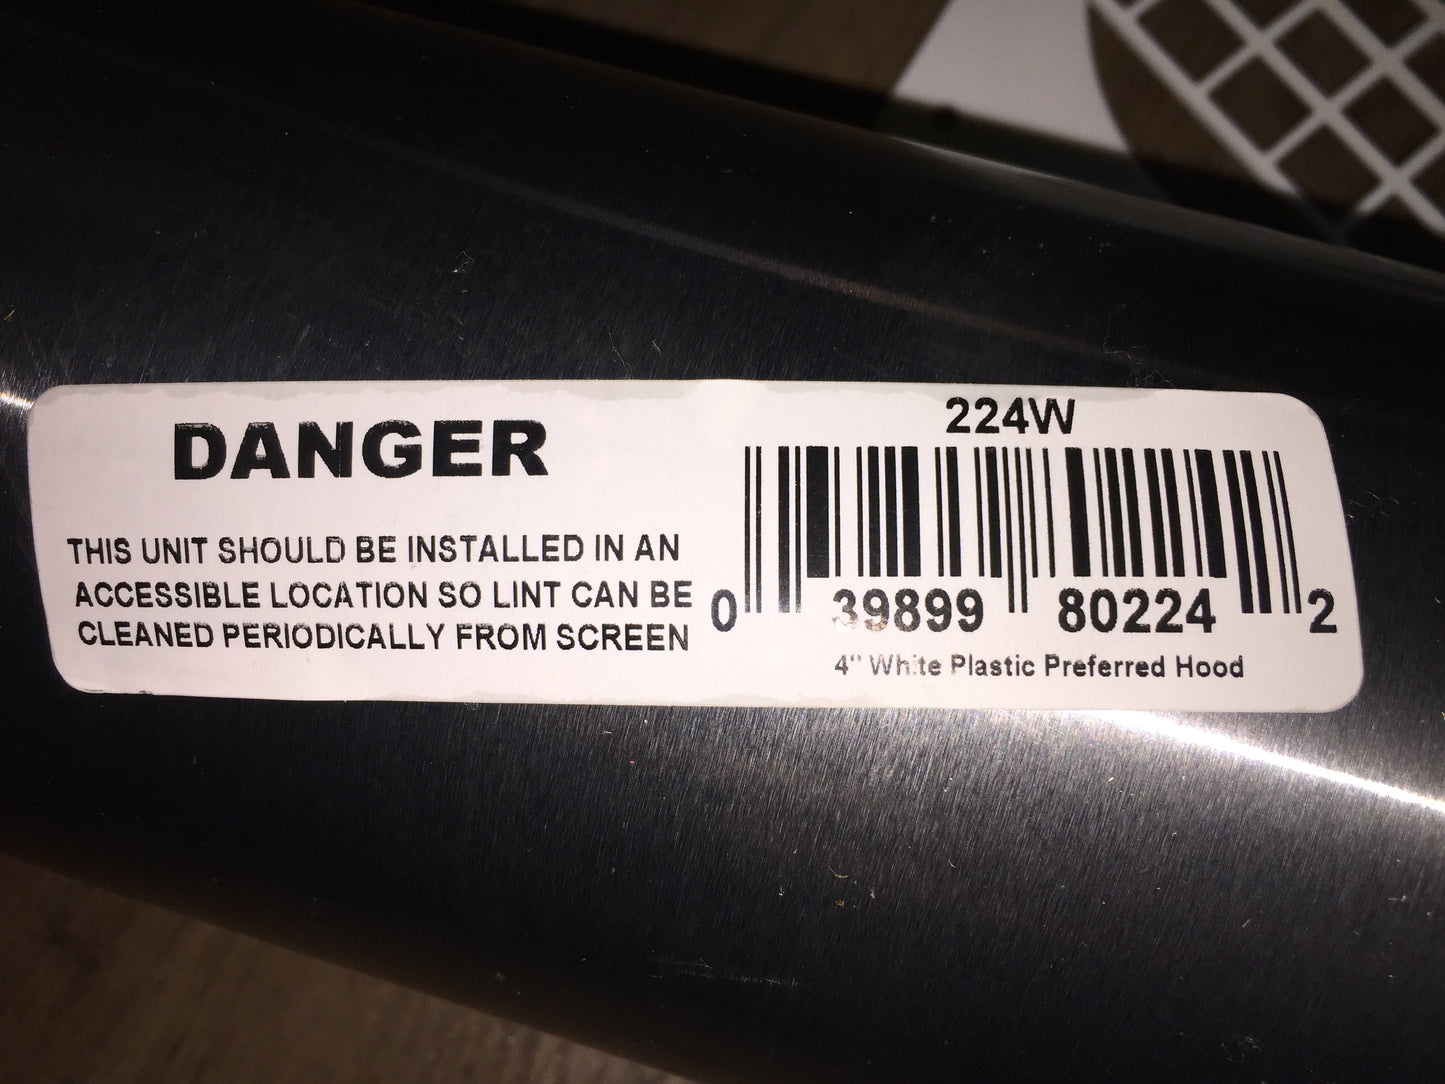 DANGER
THIS UNIT SHOULD BE INSTALLED IN AN
ACCESSIBLE LOCATION SO LINT CAN BE
CLEANED PERIODICALLY FROM SCREEN
224W
0 39899 80224 2
4" White Plastic Preferred Hood